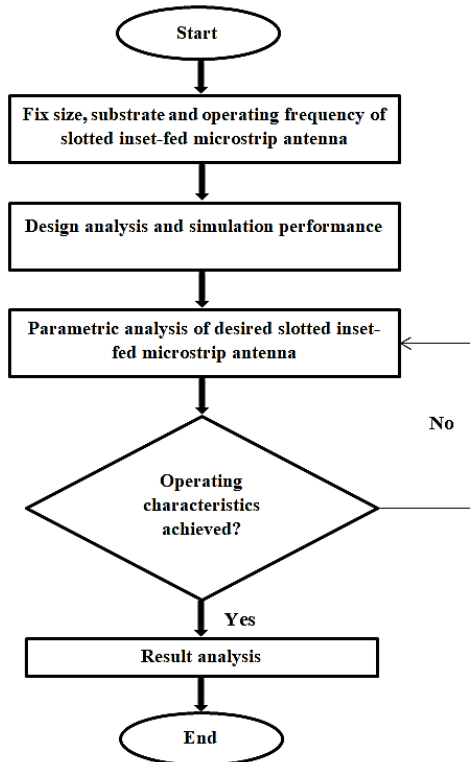 Start
Fix size, substrate and operating frequency of
slotted inset-fed microstrip antenna
Design analysis and simulation performance
Parametric analysis of desired slotted inset-
fed microstrip antenna
No
Operating
characteristics
achieved?
Yes
Result analysis
End